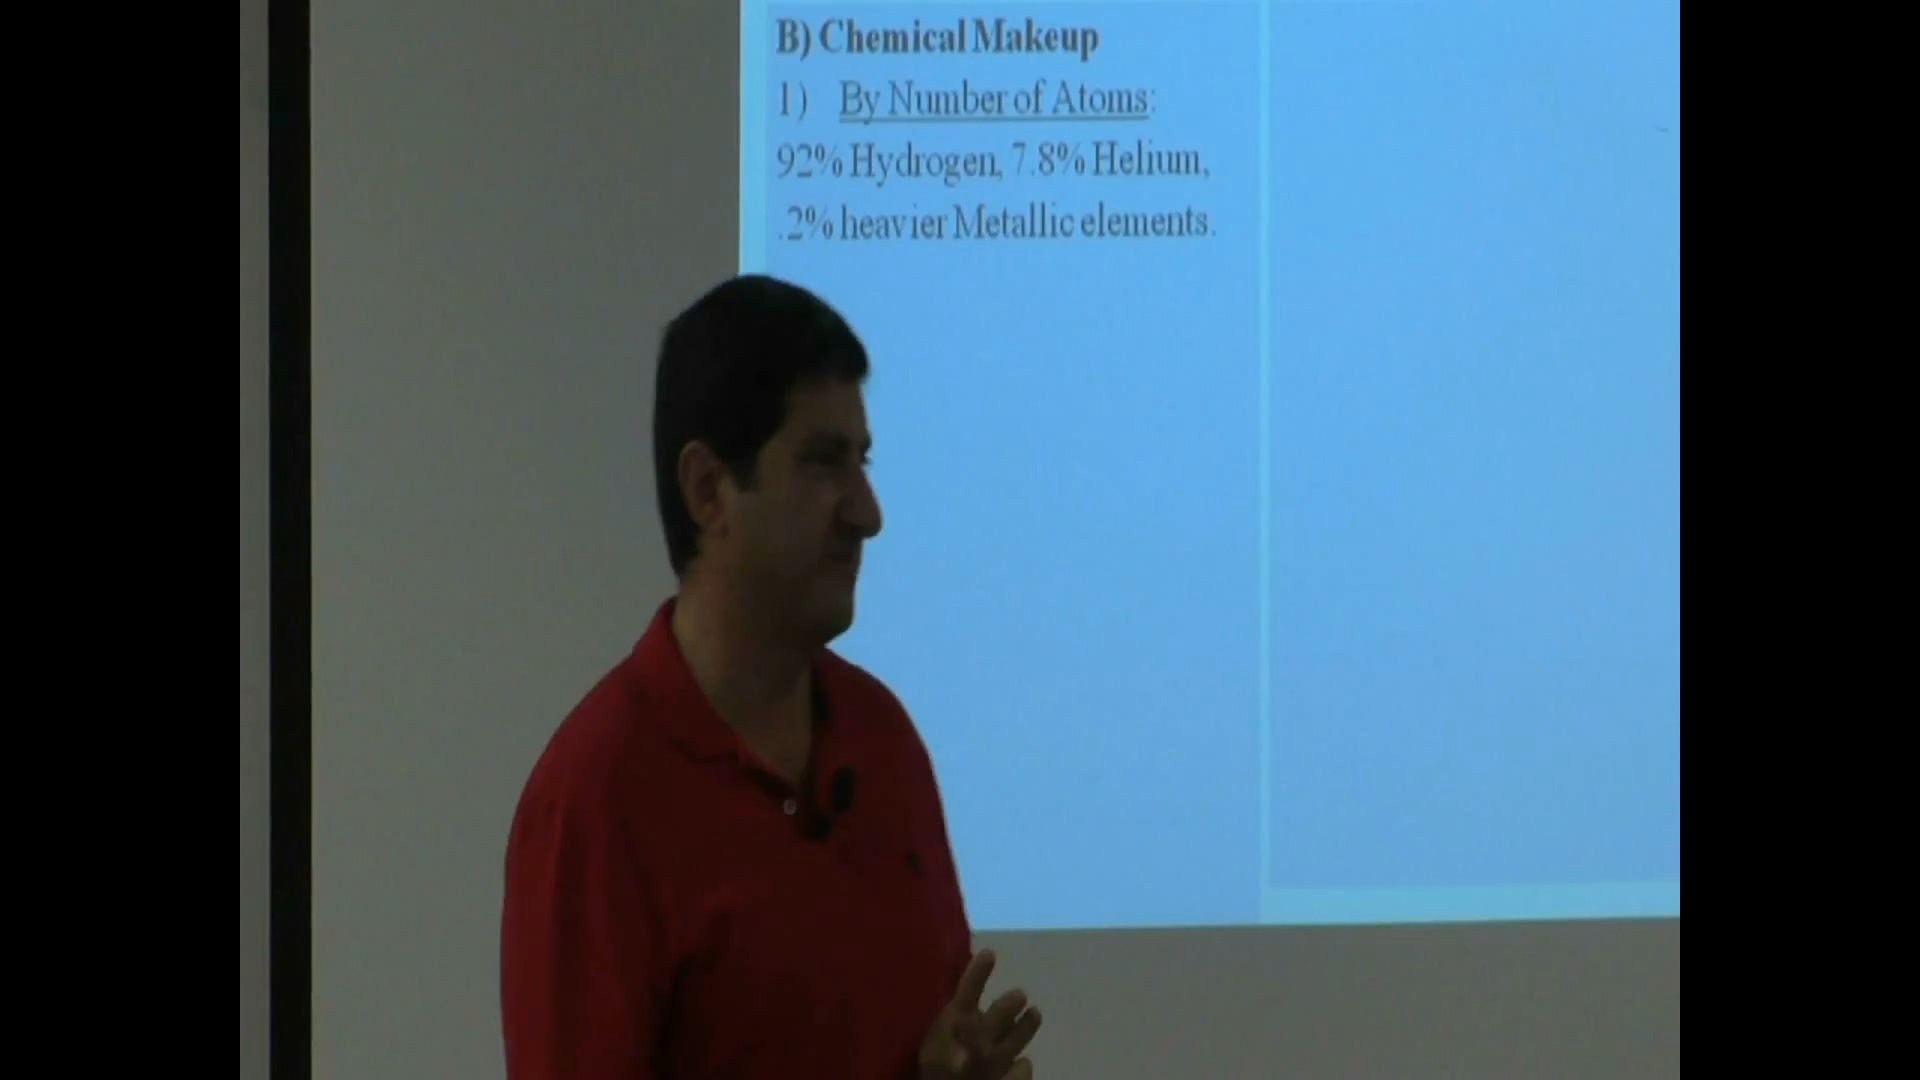 B) Chemical Makeup
1) By Number of Atoms:
92% Hydrogen, 7.8% Helium,
.2% heavier Metallic elements.